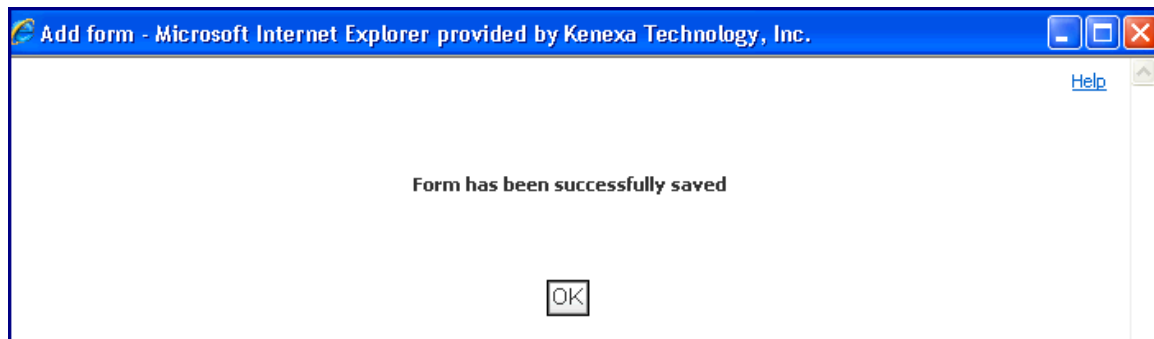 Add form - Microsoft Internet Explorer provided by Kenexa Technology, Inc.
Help
Form has been successfully saved
OK